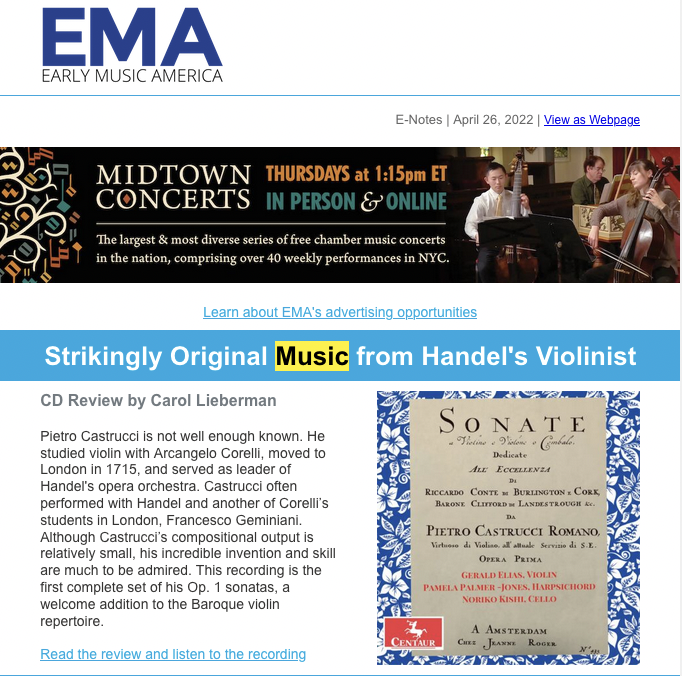 EMA
EARLY MUSIC AMERICA
E-Notes | April 26, 2022 | View as Webpage
MIDTOWN
CONCERTS
THURSDAYS at 1:15pm ET
IN PERSON & ONLINE
The largest & most diverse series of free chamber music concerts
in the nation, comprising over 40 weekly performances in NYC.
Learn about EMA's advertising opportunities
Strikingly Original Music from Handel's Violinist
CD Review by Carol Lieberman
Pietro Castrucci is not well enough known. He
studied violin with Arcangelo Corelli, moved to
London in 1715, and served as leader of
Handel's opera orchestra. Castrucci often
performed with Handel and another of Corelli's
students in London, Francesco Geminiani.
Although Castrucci's compositional output is
relatively small, his incredible invention and skill
are much to be admired. This recording is the
first complete set of his Op. 1 sonatas, a
welcome addition to the Baroque violin
repertoire.
Read the review and listen to the recording
SONATE
a Violino e Violone o Cimbalo.
Dedicate
ALL' ECCELLENZA
DI
RICCARDO CONTE DI BURLINGTON E CORK,
BARONE CLIFFORD DI LANDESTROUGH &c.
DA
PIETRO CASTRUCCI ROMANO,
Virtuoso di Violino, all' attuale Servizio di S.E.
OPERA PRIMA
GERALD ELIAS, VIOLIN
PAMELA PALMER-JONES, HARPSICHORD
NORIKO KISHI, CELLO
CENTAUR
A AMSTERDAM
CHEZ JEANNE ROGER